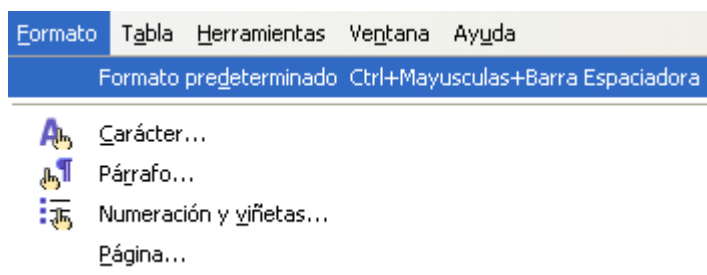 Formato Tabla Herramientas Ventana Ayuda
Formato predeterminado Ctrl+Mayusculas+Barra Espaciadora
Carácter...
Párrafo...
Numeración y viñetas...
Página...